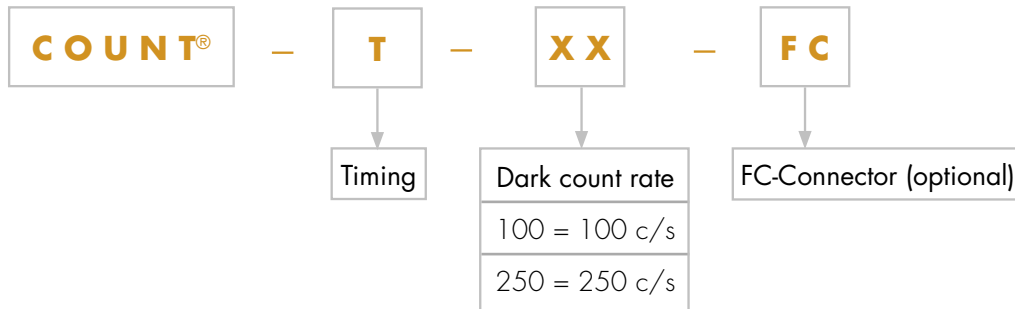 COUNT® – T – XX – FC
Timing
Dark count rate
FC-Connector (optional)
100 = 100 c/s
250 = 250 c/s